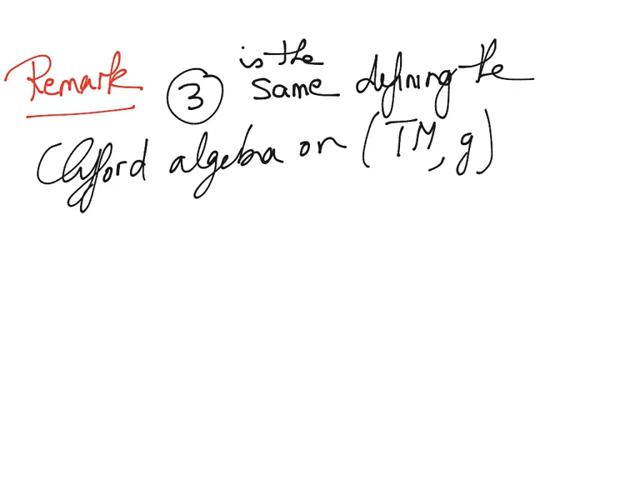 Remark ③ is the same defining the
Clifford algebra on (TM, g)